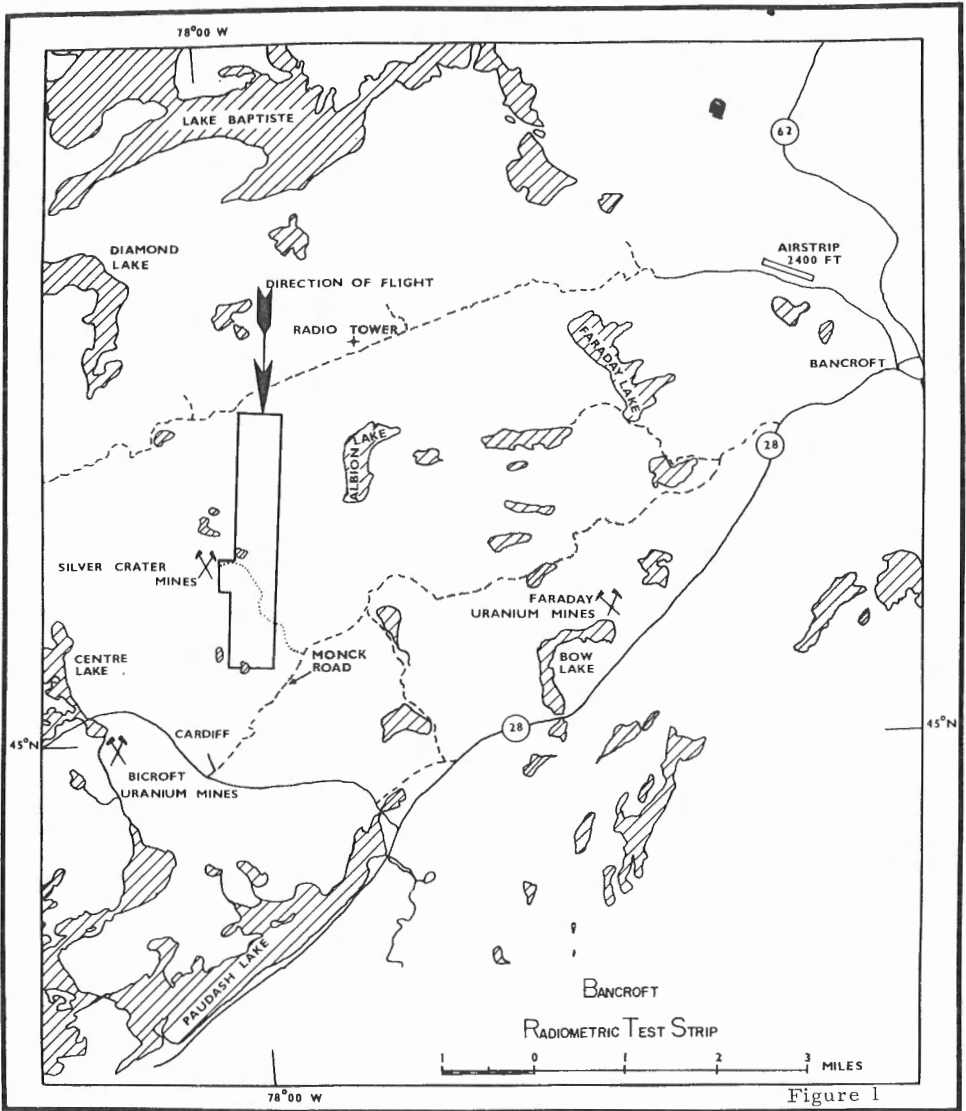 78°00 W
LAKE BAPTISTE
62
DIAMOND
LAKE
AIRSTRIP
2400 FT
DIRECTION OF FLIGHT
RADIO TOWER
FARADAY LAKE
BANCROFT
ALBION LAKE
28
SILVER CRATER
MINES
FARADAY
URANIUM MINES
CENTRE
LAKE
MONCK
ROAD
BOW
LAKE
28
45°N
45°N
CARDIFF
BICROFT
URANIUM MINES
PAUDASH LAKE
BANCROFT
RADIOMETRIC TEST STRIP
1 0 1 2 3 MILES
78°00 W
Figure 1